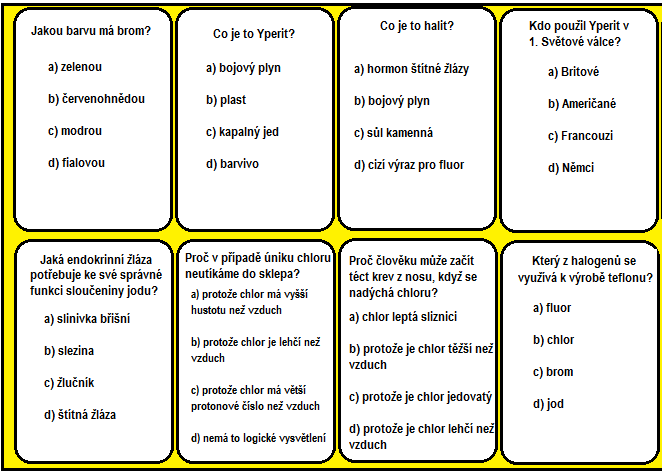 Jakou barvu má brom?
a) zelenou
b) červenohnědou
c) modrou
d) fialovou
Co je to Yperit?
a) bojový plyn
b) plast
c) kapalný jed
d) barvivo
Co je to halit?
a) hormon štítné žlázy
b) bojový plyn
c) sůl kamenná
d) cizí výraz pro fluor
Kdo použil Yperit v
1. Světové válce?
a) Britové
b) Američané
c) Francouzi
d) Němci
Jaká endokrinní žláza
potřebuje ke své správné
funkci sloučeniny jodu?
a) slinivka břišní
b) slezina
c) žlučník
d) štítná žláza
Proč v případě úniku chloru
neutíkáme do sklepa?
a) protože chlor má vyšší
hustotu než vzduch
b) protože chlor je lehčí než
vzduch
c) protože chlor má větší
protonové číslo než vzduch
d) nemá to logické vysvětlení
Proč člověku může začít
téct krev z nosu, když se
nadýchá chloru?
a) chlor leptá sliznici
b) protože je chlor těžší než
vzduch
c) protože je chlor jedovatý
d) protože je chlor lehčí než
vzduch
Který z halogenů se
využívá k výrobě teflonu?
a) fluor
b) chlor
c) brom
d) jod